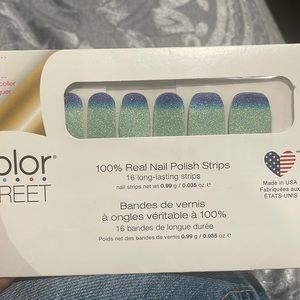 olor
REET
100% Real Nail Polish Strips
16 long-lasting strips
nail strips net wt 0.99 g / 0.035 oz ℮
Bandes de vernis
à ongles véritable à 100%
16 bandes de longue durée
Poids net des bandes de vernis 0.99 g / 0.035 oz ℮
Made in USA
Fabriquées aux
ÉTATS-UNIS